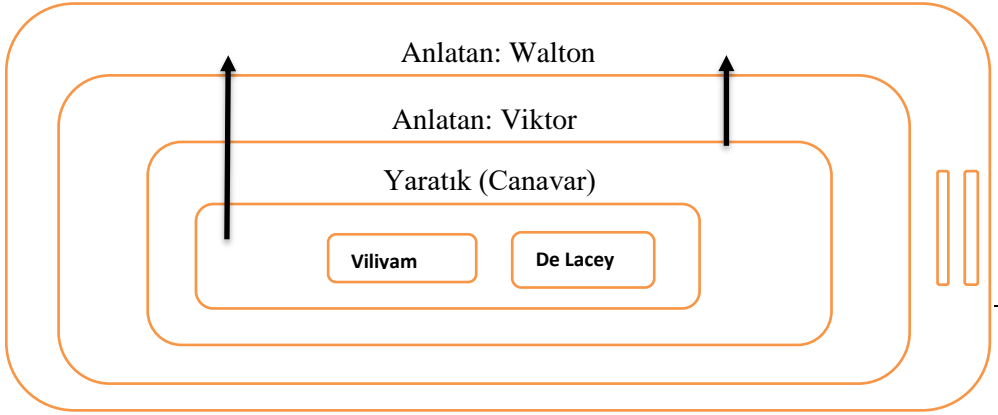 Anlatan: Walton
Anlatan: Viktor
Yaratık (Canavar)
Viliyam
De Lacey